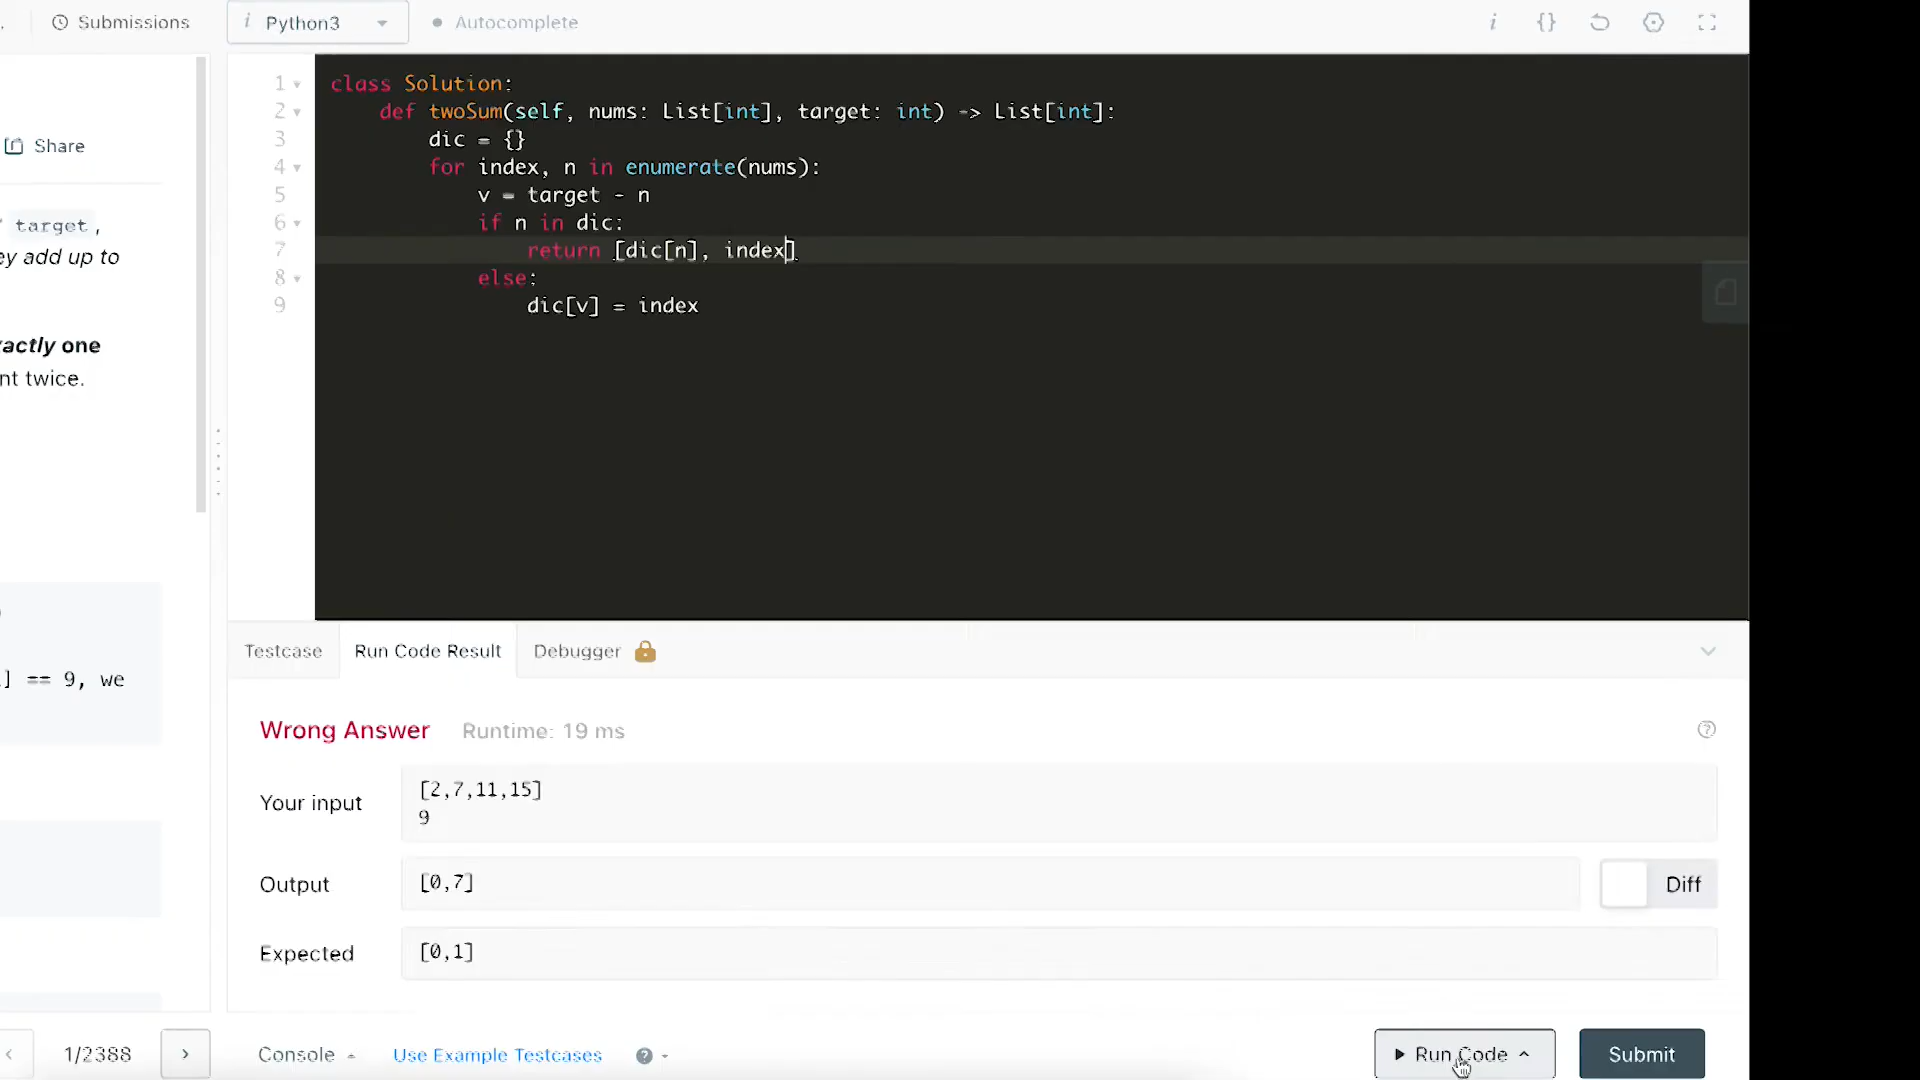 Submissions
i Python3
Autocomplete
i {}
1 class Solution:
2 def twoSum(self, nums: List[int], target: int) -> List[int]:
3 dic = {}
4 for index, n in enumerate(nums):
5 v = target - n
6 if n in dic:
7 return [dic[n], index]
8 else:
9 dic[v] = index
Share
target,
ey add up to
actly one
nt twice.
] == 9, we
Testcase
Run Code Result
Debugger
Wrong Answer
Runtime: 19 ms
?
Your input
[2,7,11,15]
9
Output
[0,7]
Diff
Expected
[0,1]
< 1/2388 >
Console
Use Example Testcases
?
Run Code
Submit